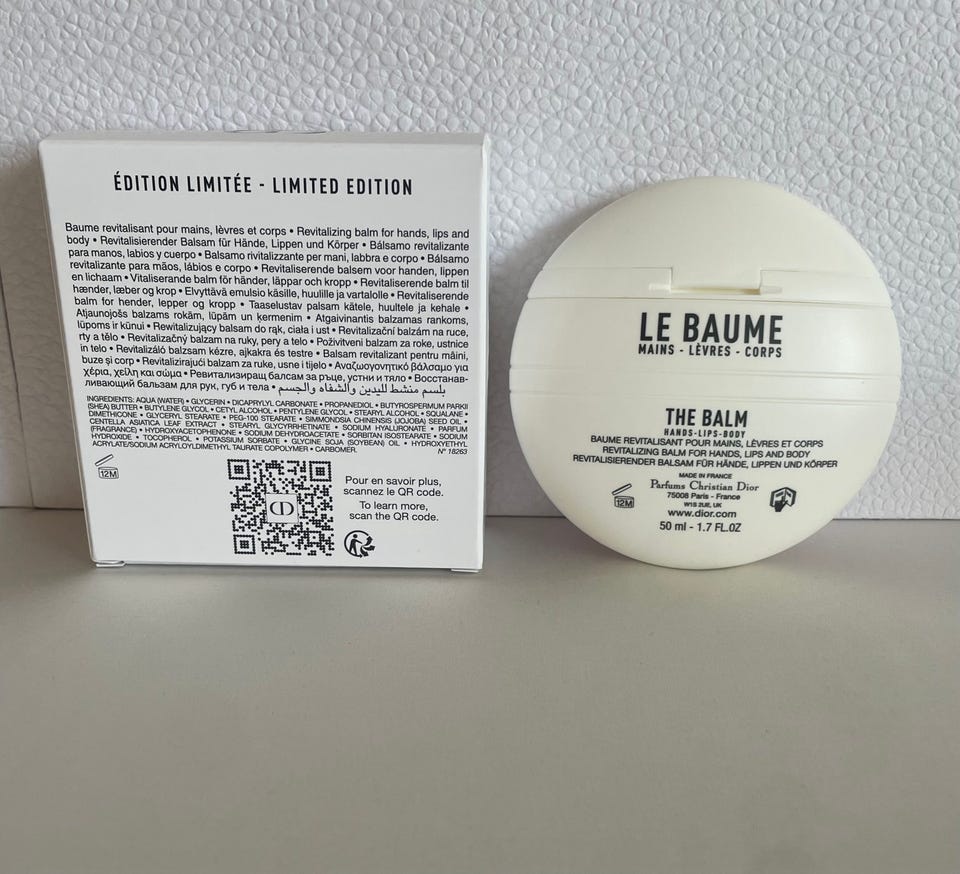 ÉDITION LIMITÉE - LIMITED EDITION
Baume revitalisant pour mains, lèvres et corps • Revitalizing balm for hands, lips and
body • Revitalisierender Balsam für Hände, Lippen und Körper • Bálsamo revitalizante
para manos, labios y cuerpo • Balsamo rivitalizzante per mani, labbra e corpo • Bálsamo
revitalizante para mãos, lábios e corpo • Revitaliserende balsem voor handen, lippen
en lichaam • Vitaliserande balm för händer, läppar och kropp • Revitaliserende balm til
hænder, læber og krop • Elvyttävä emulsio käsille, huulille ja vartalolle • Revitaliserende
balm for hender, lepper og kropp • Taaselustav palsam kätele, huultele ja kehale •
Atjaunojošs balzams rokām, lūpām un ķermenim • Atgaivinantis balzamas rankoms,
lūpoms ir kūnui • Rewitalizujący balsam do rąk, ciała i ust • Revitalizační balzám na ruce,
rty a tělo • Revitalizačný balzam na ruky, pery a telo • Poživitveni balzam za roke, ustnice
in telo • Revitalizáló balzsam kézre, ajkakra és testre • Balsam revitalizant pentru mâini,
buze și corp • Revitalizirajući balzam za ruke, usne i tijelo • Αναζωογονητικό βάλσαμο για
χέρια, χείλη και σώμα • Ревитализиращ балсам за ръце, устни и тяло • Восстанав-
ливающий бальзам для рук, губ и тела • بلسم منشط لليدين والشفاه والجسم
INGREDIENTS: AQUA (WATER) • GLYCERIN • DICAPRYLYL CARBONATE • PROPANEDIOL • BUTYROSPERMUM PARKII
(SHEA) BUTTER • BUTYLENE GLYCOL • CETYL ALCOHOL • PENTYLENE GLYCOL • STEARYL ALCOHOL • SQUALANE •
DIMETHICONE • GLYCERYL STEARATE • PEG-100 STEARATE • SIMMONDSIA CHINENSIS (JOJOBA) SEED OIL •
CENTELLA ASIATICA LEAF EXTRACT • STEARYL GLYCYRRHETINATE • SODIUM HYALURONATE • PARFUM
(FRAGRANCE) • HYDROXYACETOPHENONE • SODIUM DEHYDROACETATE • SORBITAN ISOSTEARATE • SODIUM
HYDROXIDE • TOCOPHEROL • POTASSIUM SORBATE • GLYCINE SOJA (SOYBEAN) OIL • HYDROXYETHYL
ACRYLATE/SODIUM ACRYLOYLDIMETHYL TAURATE COPOLYMER • CARBOMER. N° 18263
12M
CD
Pour en savoir plus,
scannez le QR code.
To learn more,
scan the QR code.
LE BAUME
MAINS - LÈVRES - CORPS
THE BALM
HANDS-LIPS-BODY
BAUME REVITALISANT POUR MAINS, LÈVRES ET CORPS
REVITALIZING BALM FOR HANDS, LIPS AND BODY
REVITALISIERENDER BALSAM FÜR HÄNDE, LIPPEN UND KÖRPER
MADE IN FRANCE
Parfums Christian Dior
75008 Paris - France
W1S 2UE, UK
www.dior.com
12M
50 ml - 1.7 FL.OZ